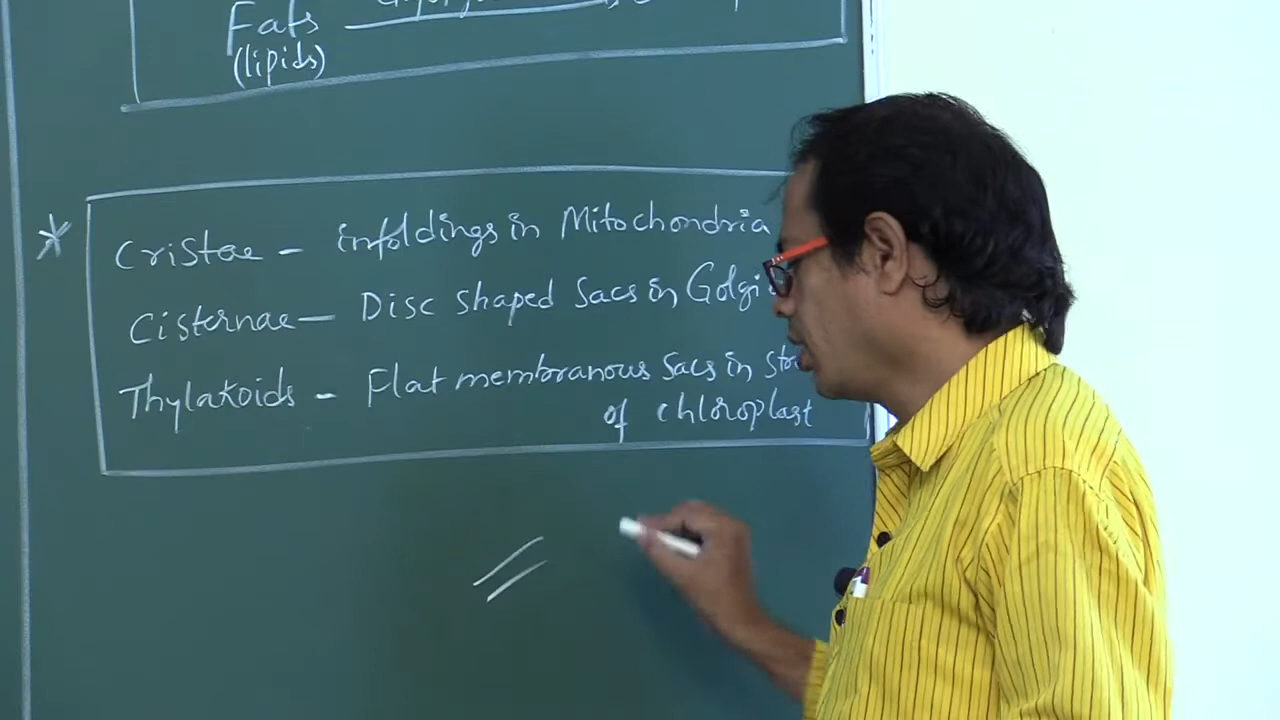 Fats
(lipids)
* Cristae - infoldings in Mitochondria
Cisternae - Disc shaped Sacs in Golgi
Thylakoids - Flat membranous Sacs in
of chloroplast